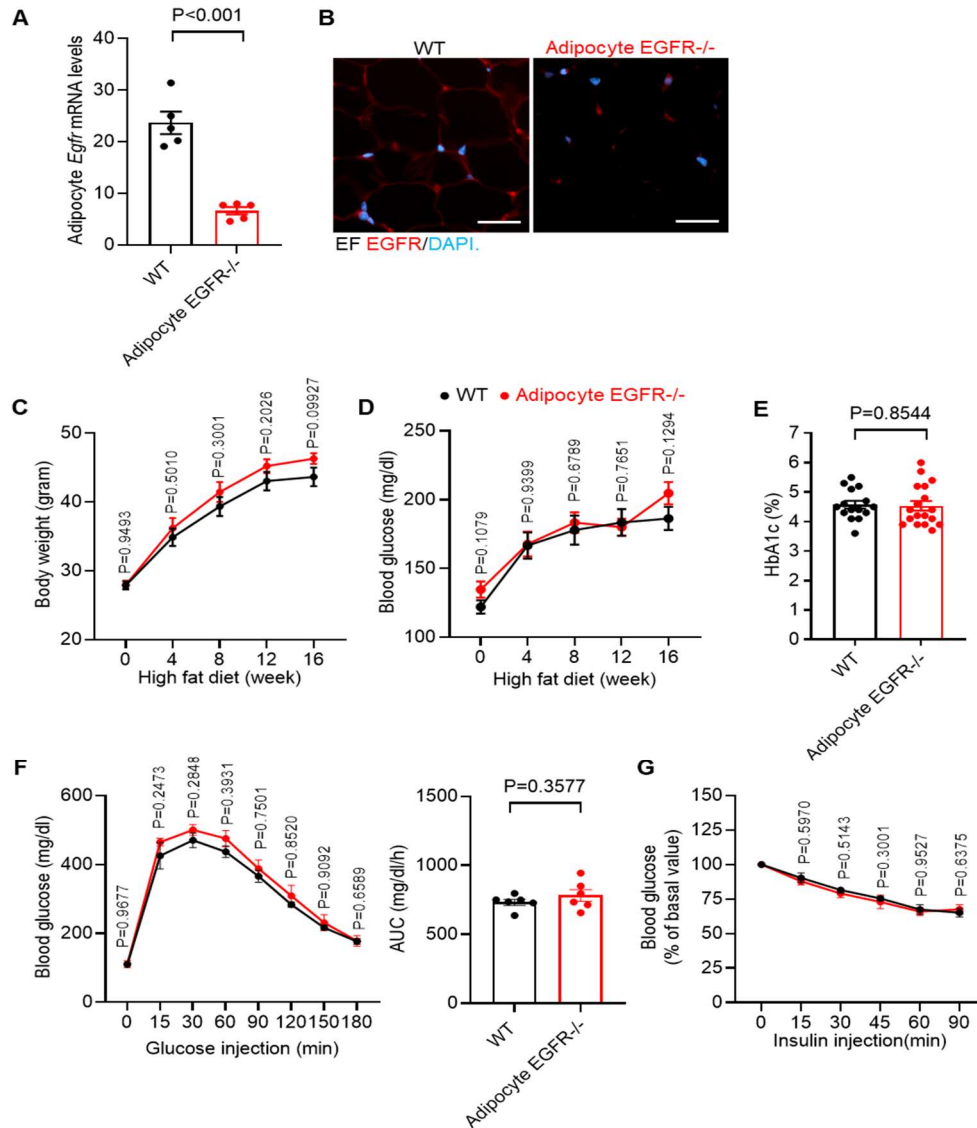 A
P<0.001
Adipocyte Egfr mRNA levels
40
30
20
10
0
WT
Adipocyte EGFR-/-
B
WT
Adipocyte EGFR-/-
EF EGFR/DAPI.
C
Body weight (gram)
50
40
30
20
P=0.9493
P=0.5010
P=0.3001
P=0.2026
P=0.09927
0 4 8 12 16
High fat diet (week)
D
WT Adipocyte EGFR-/-
Blood glucose (mg/dl)
250
200
150
100
P=0.1079
P=0.9399
P=0.6789
P=0.7651
P=0.1294
0 4 8 12 16
High fat diet (week)
E
P=0.8544
HbA1c (%)
7
6
5
4
3
2
1
0
WT
Adipocyte EGFR-/-
F
Blood glucose (mg/dl)
600
400
200
0
P=0.9677
P=0.2473
P=0.2848
P=0.3931
P=0.7501
P=0.8520
P=0.9092
P=0.6589
0 15 30 60 90 120 150 180
Glucose injection (min)
P=0.3577
AUC (mg/dl/h)
1500
1000
500
0
WT
Adipocyte EGFR-/-
G
Blood glucose
(% of basal value)
150
100
75
50
25
0
P=0.5970
P=0.5143
P=0.3001
P=0.9527
P=0.6375
0 15 30 45 60 90
Insulin injection(min)